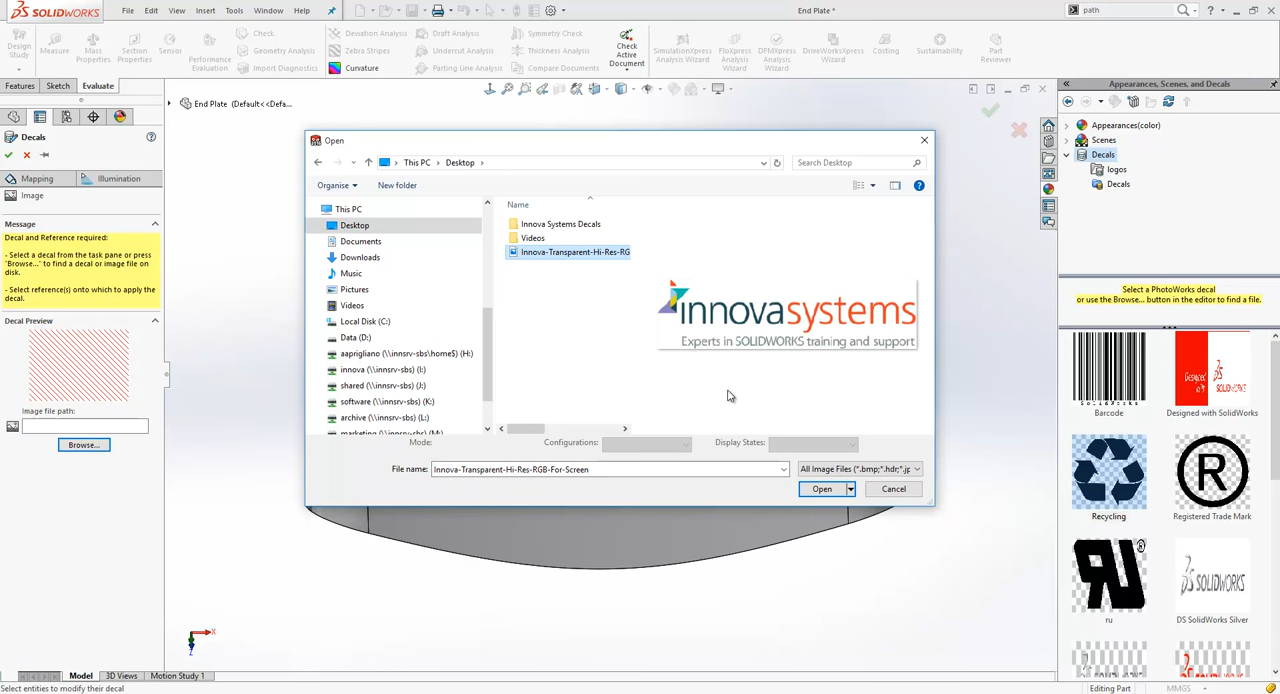 SOLIDWORKS File Edit View Insert Tools Window Help End Plate * path
Design Study Measure Mass Properties Section Properties Sensor Performance Evaluation Check Geometry Analysis Import Diagnostics Deviation Analysis Zebra Stripes Curvature Draft Analysis Undercut Analysis Parting Line Analysis Symmetry Check Thickness Analysis Compare Documents Check Active Document SimulationXpress Analysis Wizard FloXpress Analysis Wizard DFMXpress Analysis Wizard DriveWorksXpress Wizard Costing Sustainability Part Reviewer
Features Sketch Evaluate
End Plate (Default<<Defa...
Decals
Mapping Illumination
Image
Message
Decal and Reference required:
- Select a decal from the task pane or press
'Browse...' to find a decal or image file on
disk.
- Select reference(s) onto which to apply the
decal.
Decal Preview
Image file path:
Browse...
Open
This PC Desktop Search Desktop
Organise New folder
This PC
Desktop
Documents
Downloads
Music
Pictures
Videos
Local Disk (C:)
Data (D:)
aaprigliano (\\innsrv-sbs\home$) (H:)
innova (\\innsrv-sbs) (I:)
shared (\\innsrv-sbs) (J:)
software (\\innsrv-sbs) (K:)
archive (\\innsrv-sbs) (L:)
marketing (\\innsrv-sbs) (M:)
Name
Innova Systems Decals
Videos
Innova-Transparent-Hi-Res-RG
innovasystems
Experts in SOLIDWORKS training and support
Mode: Configurations: Display States:
File name: Innova-Transparent-Hi-Res-RGB-For-Screen All Image Files (*.bmp;*.hdr;*.jp
Open Cancel
Appearances, Scenes, and Decals
Appearances(color)
Scenes
Decals
logos
Decals
Select a PhotoWorks decal
or use the Browse... button in the editor to find a file.
Barcode Designed with SolidWorks
Recycling Registered Trade Mark
ru DS SolidWorks Silver
X
Z
Model 3D Views Motion Study 1
Select entities to modify their decal Editing Part MMGS